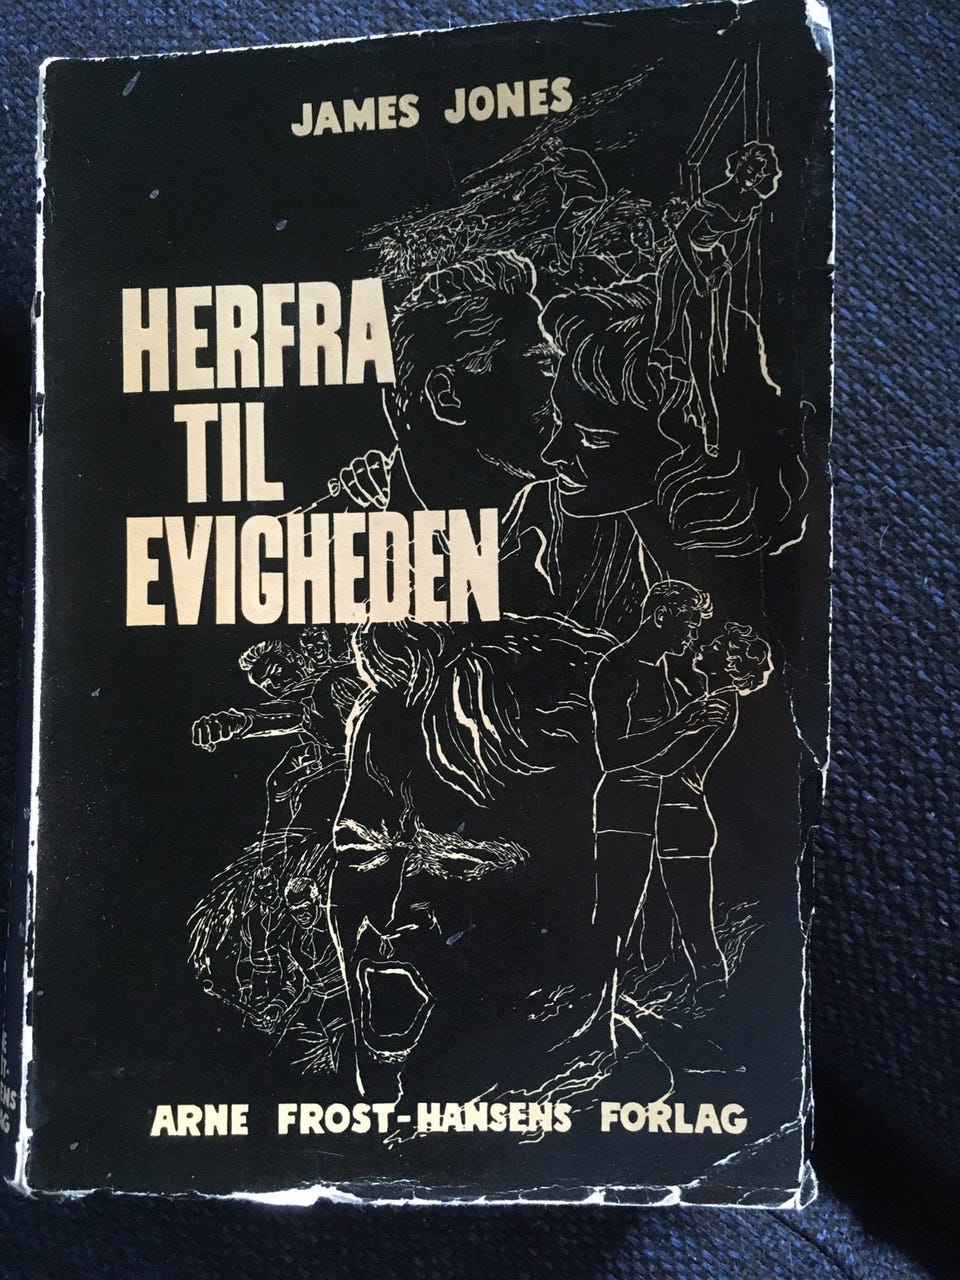 JAMES JONES
HERFRA
TIL
EVIGHEDEN
ARNE FROST-HANSENS FORLAG